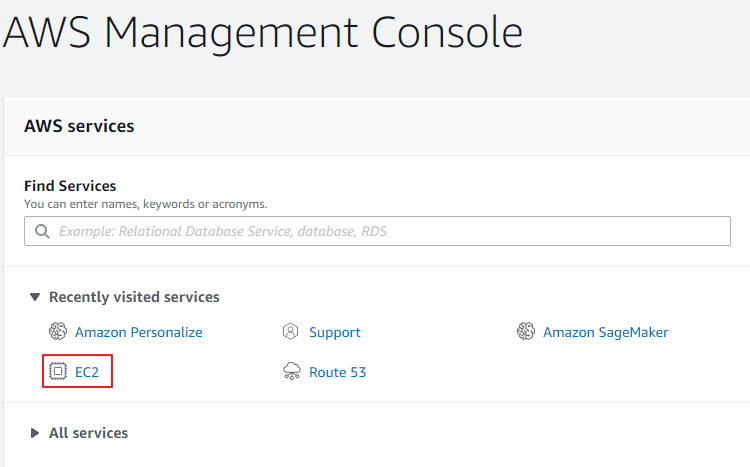 AWS Management Console
AWS services
Find Services
You can enter names, keywords or acronyms.
Example: Relational Database Service, database, RDS
Recently visited services
Amazon Personalize Support Amazon SageMaker
EC2 Route 53
All services